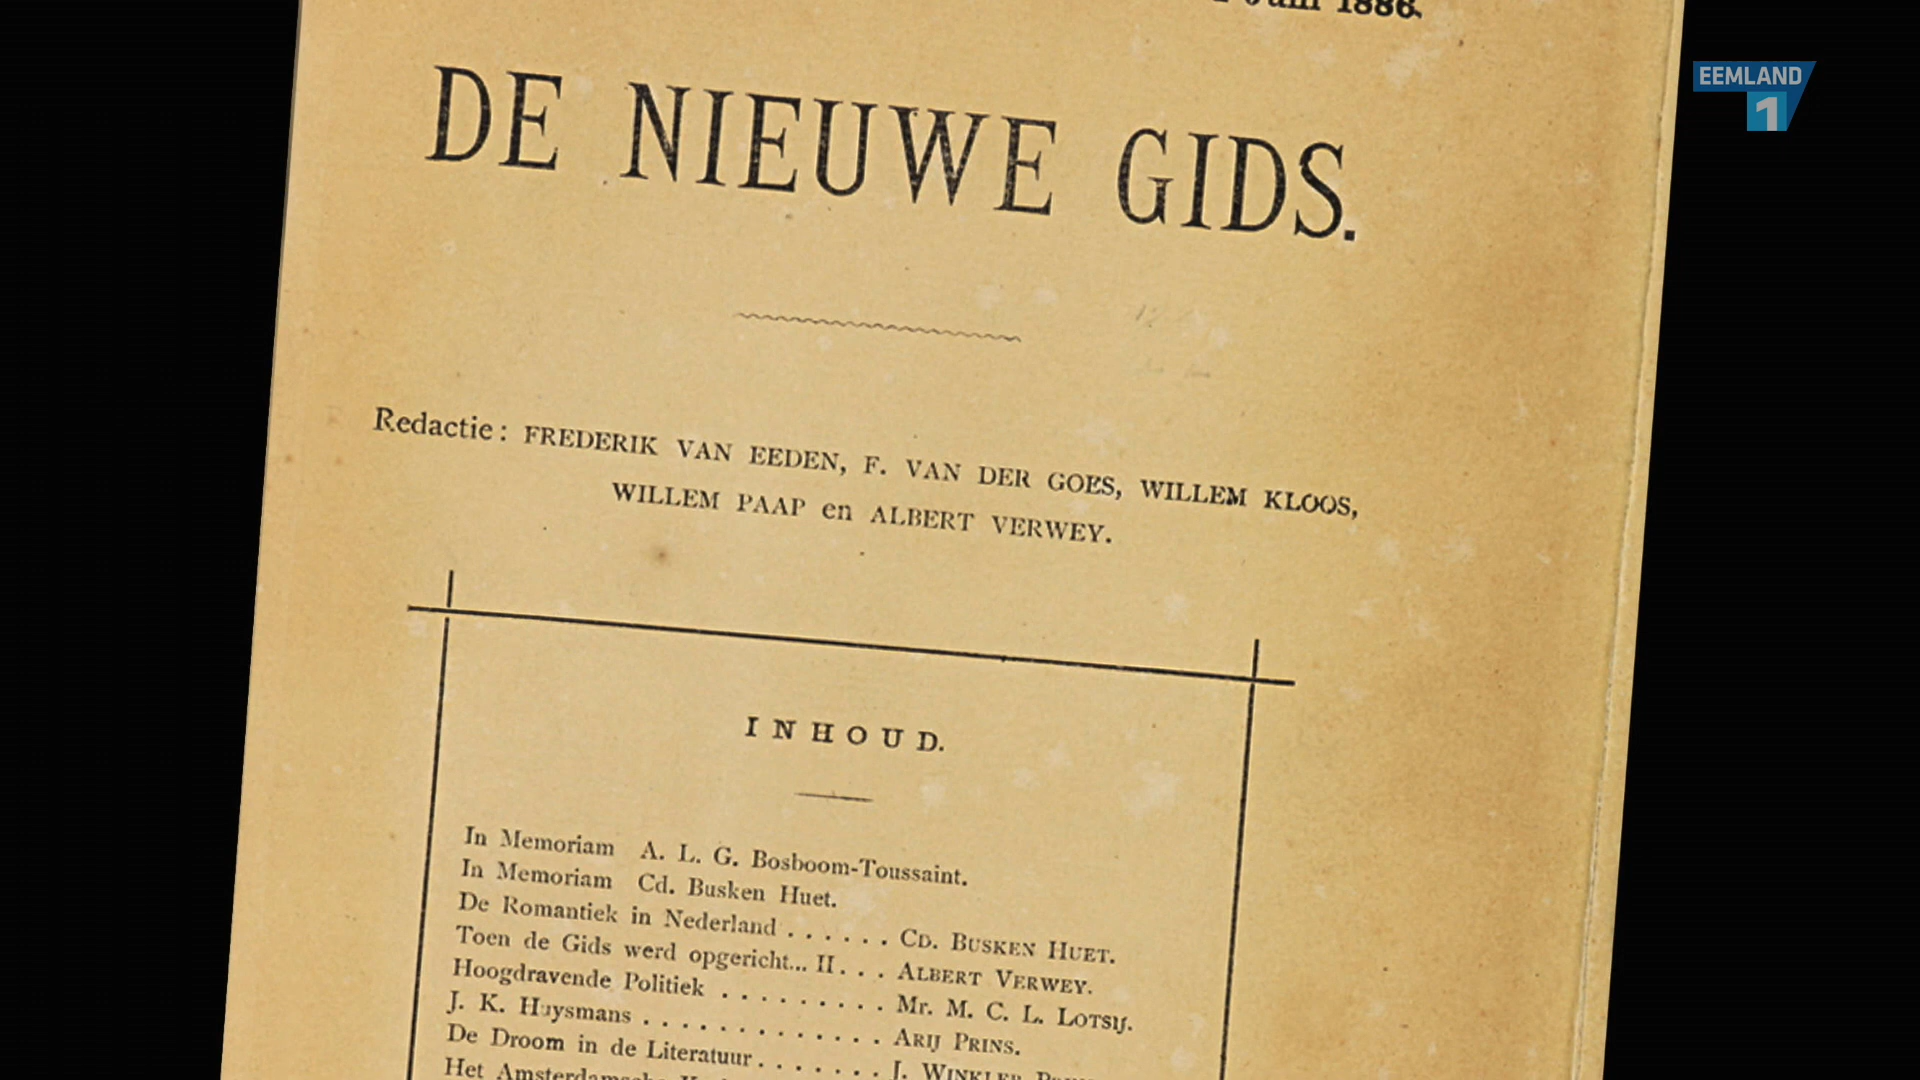 Juni 1886.
EEMLAND
1
DE NIEUWE GIDS.
Redactie: FREDERIK VAN EEDEN, F. VAN DER GOES, WILLEM KLOOS,
WILLEM PAAP en ALBERT VERWEY.
INHOUD.
In Memoriam A. L. G. Bosboom-Toussaint.
In Memoriam Cd. Busken Huet.
De Romantiek in Nederland . . . . . . CD. BUSKEN HUET.
Toen de Gids werd opgericht... II . . . ALBERT VERWEY.
Hoogdravende Politiek . . . . . . . . . Mr. M. C. L. LOTSIJ.
J. K. Huysmans . . . . . . . . . . . . . ARIJ PRINS.
De Droom in de Literatuur . . . . . . . J. WINKLER
Het